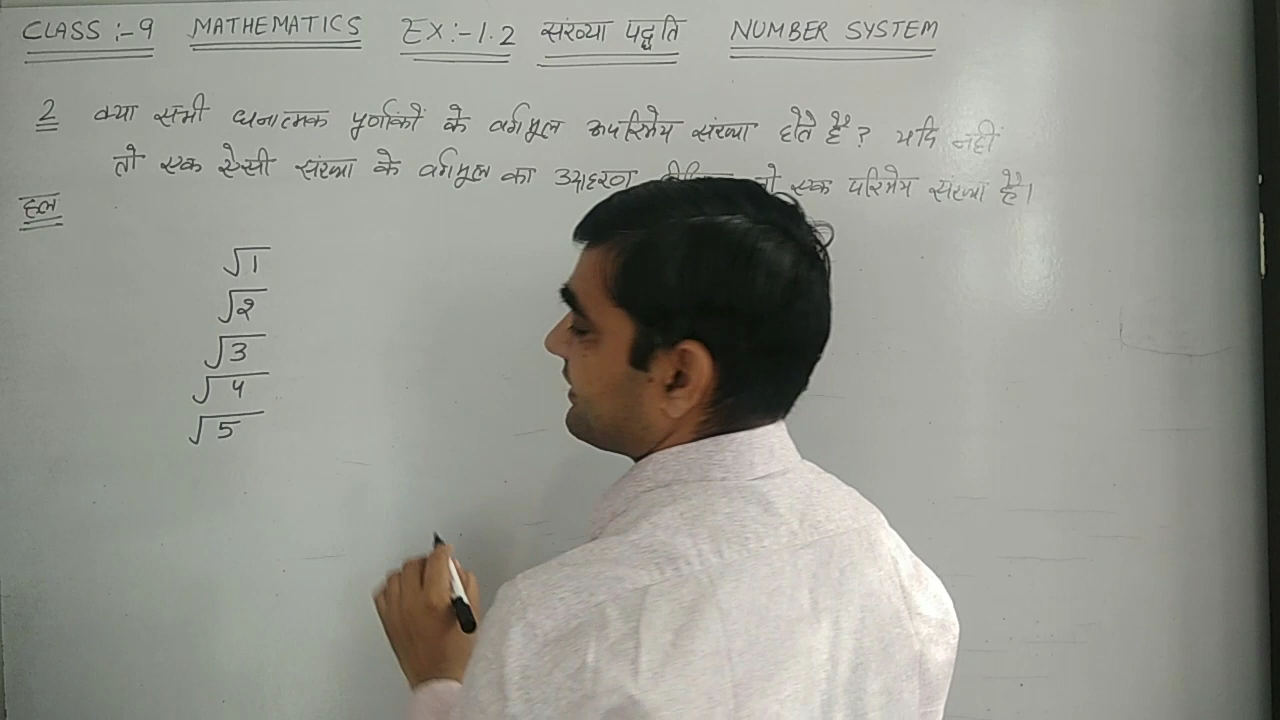 CLASS :- 9 MATHEMATICS EX:- 1.2 संख्या पद्धति NUMBER SYSTEM
2 क्या सभी धनात्मक पूर्णांकों के वर्गमूल अपरिमेय संख्या होते हैं? यदि नहीं
तो एक ऐसी संख्या के वर्गमूल का उदाहरण एक परिमेय संख्या है।
हल
√1
√2
√3
√4
√5